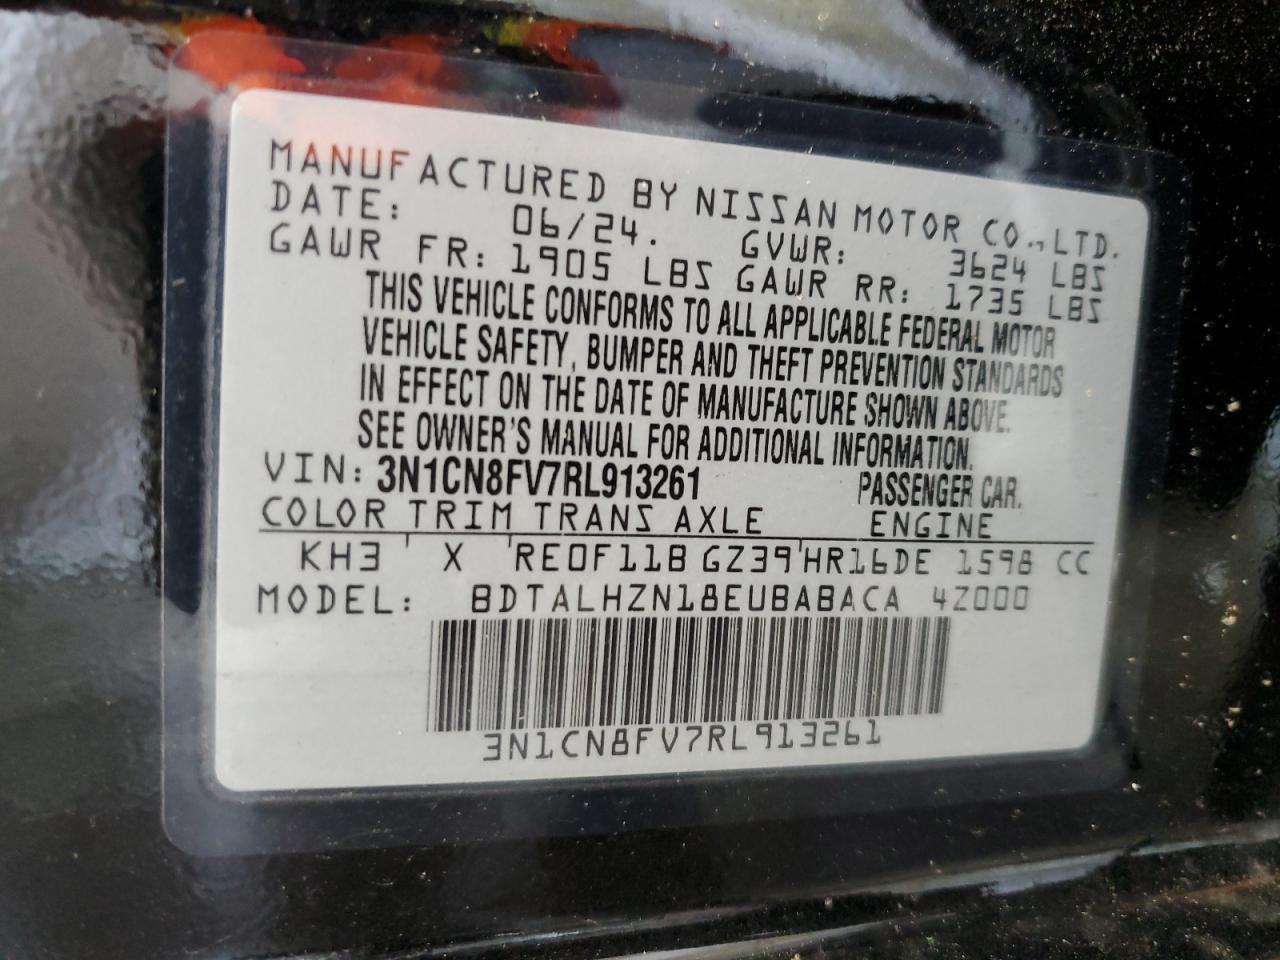 MANUFACTURED BY NISSAN MOTOR CO.,LTD.
DATE: 06/24. GVWR: 3624 LBS
GAWR FR: 1905 LBS GAWR RR: 1735 LBS
THIS VEHICLE CONFORMS TO ALL APPLICABLE FEDERAL MOTOR
VEHICLE SAFETY, BUMPER AND THEFT PREVENTION STANDARDS
IN EFFECT ON THE DATE OF MANUFACTURE SHOWN ABOVE.
SEE OWNER'S MANUAL FOR ADDITIONAL INFORMATION.
VIN: 3N1CN8FV7RL913261 PASSENGER CAR.
COLOR TRIM TRANS AXLE ENGINE
KH3 X RE0F11B GZ39 HR16DE 1598 CC
MODEL: BDTALHZN18EUBABACA 4Z000
3N1CN8FV7RL913261